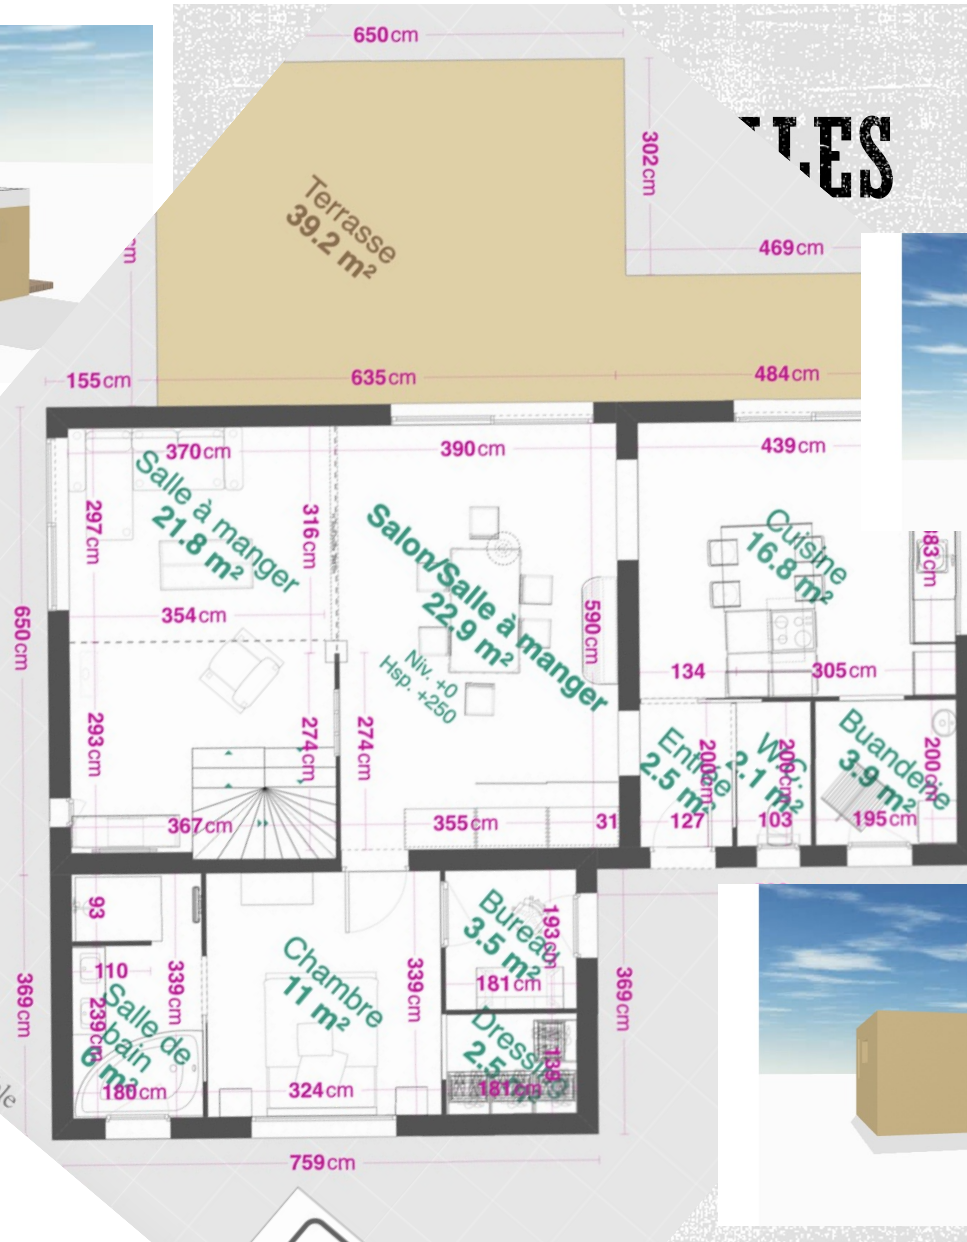 650cm
LLES
302cm
Terrasse
39.2 m²
469cm
155cm
635cm
484cm
370cm
390cm
439cm
297cm
316cm
Salle à manger
21.8 m²
Salon/Salle à manger
22.9 m²
Niv. +0
Hsp. +250
Cuisine
16.8 m²
354cm
590cm
650cm
134
305cm
293cm
274cm
274cm
Entrée
2.5 m²
200cm
W.C.
2.1 m²
200cm
Buanderie
3.9 m²
200cm
367cm
355cm
31
127
103
195cm
93
Bureau
3.5 m²
193cm
Chambre
11 m²
110
339cm
339cm
181cm
369cm
369cm
239cm
Salle de
bain
6 m²
Dressing
2.5
138
180cm
324cm
181cm
759cm